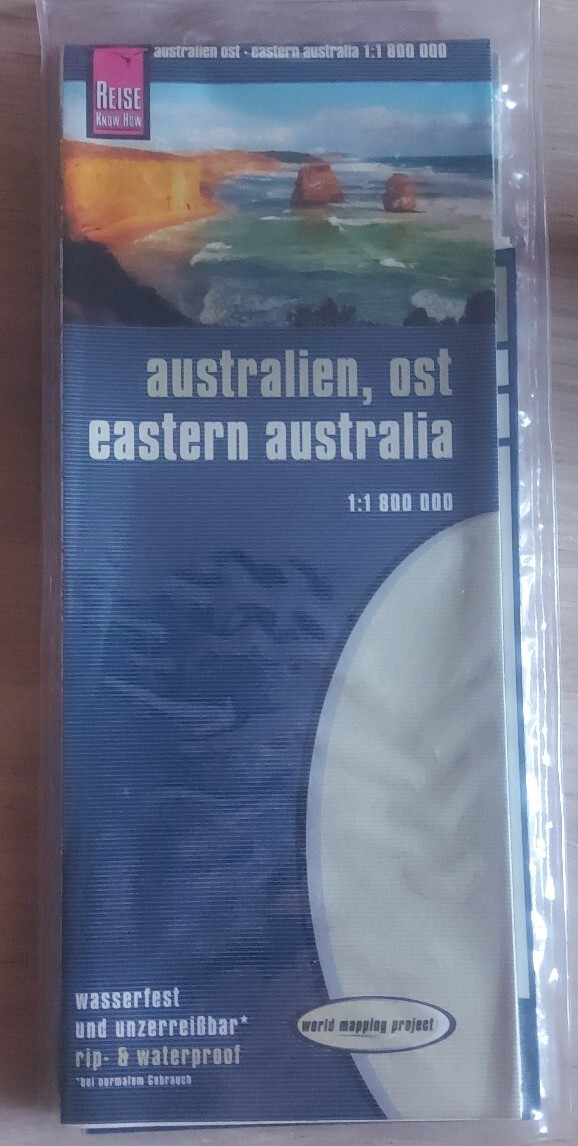 australien ost · eastern australia 1:1 800 000
REISE
KNOW-HOW
australien, ost
eastern australia
1:1 800 000
wasserfest
und unzerreißbar*
rip- & waterproof
*bei normalem Gebrauch
world mapping project